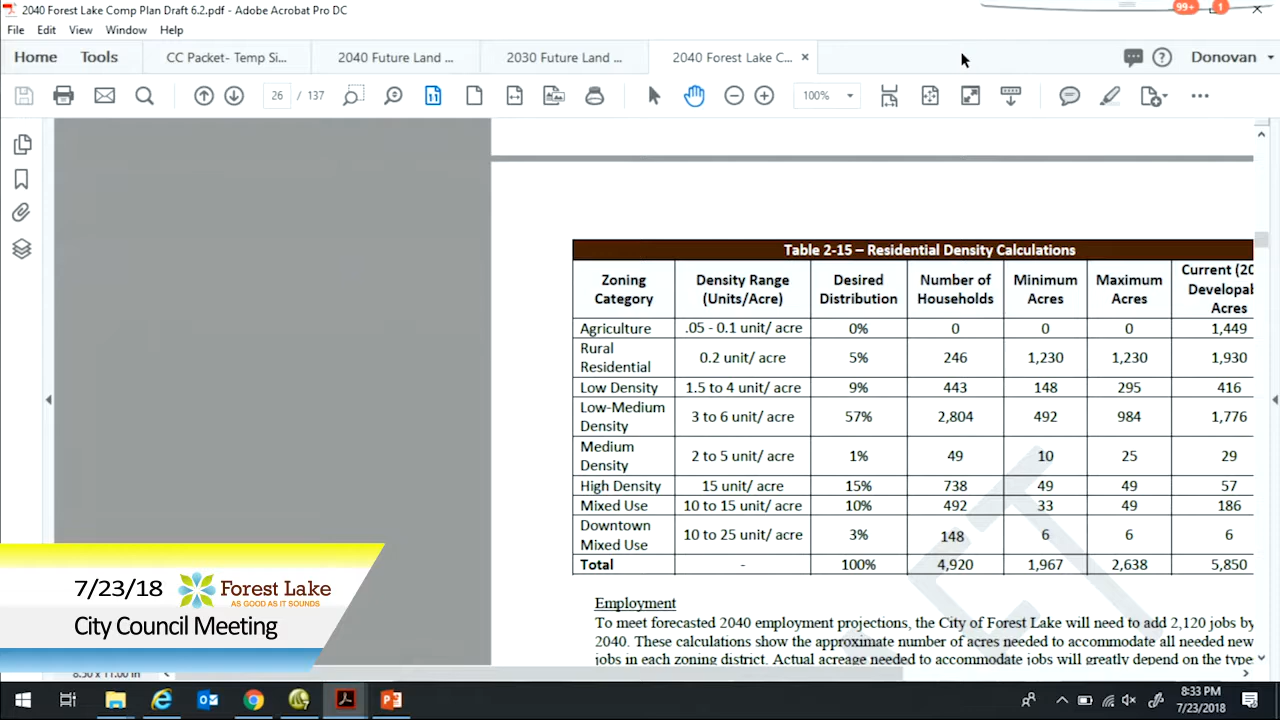 2040 Forest Lake Comp Plan Draft 6.2.pdf - Adobe Acrobat Pro DC
99+
1
File Edit View Window Help
Home Tools CC Packet- Temp Si... 2040 Future Land ... 2030 Future Land ... 2040 Forest Lake C... Donovan
26 / 137 100%
Table 2-15 – Residential Density Calculations
Zoning Category Density Range (Units/Acre) Desired Distribution Number of Households Minimum Acres Maximum Acres Current (20 Developab Acres
Agriculture .05 - 0.1 unit/ acre 0% 0 0 0 1,449
Rural Residential 0.2 unit/ acre 5% 246 1,230 1,230 1,930
Low Density 1.5 to 4 unit/ acre 9% 443 148 295 416
Low-Medium Density 3 to 6 unit/ acre 57% 2,804 492 984 1,776
Medium Density 2 to 5 unit/ acre 1% 49 10 25 29
High Density 15 unit/ acre 15% 738 49 49 57
Mixed Use 10 to 15 unit/ acre 10% 492 33 49 186
Downtown Mixed Use 10 to 25 unit/ acre 3% 148 6 6 6
Total - 100% 4,920 1,967 2,638 5,850
Employment
To meet forecasted 2040 employment projections, the City of Forest Lake will need to add 2,120 jobs by
2040. These calculations show the approximate number of acres needed to accommodate all needed new
jobs in each zoning district. Actual acreage needed to accommodate jobs will greatly depend on the type
7/23/18 Forest Lake
AS GOOD AS IT SOUNDS
City Council Meeting
8.50 x 11.00 in
8:33 PM
7/23/2018